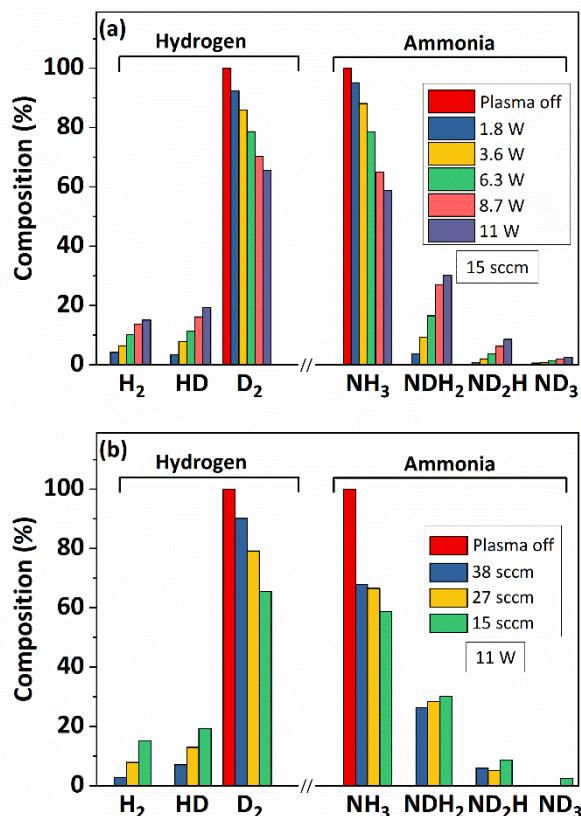 (a)
Hydrogen
Ammonia
Composition (%)
100
80
60
40
20
0
Plasma off
1.8 W
3.6 W
6.3 W
8.7 W
11 W
15 sccm
H₂ HD D₂ // NH₃ NDH₂ ND₂H ND₃
(b)
Hydrogen
Ammonia
Composition (%)
100
80
60
40
20
0
Plasma off
38 sccm
27 sccm
15 sccm
11 W
H₂ HD D₂ // NH₃ NDH₂ ND₂H ND₃